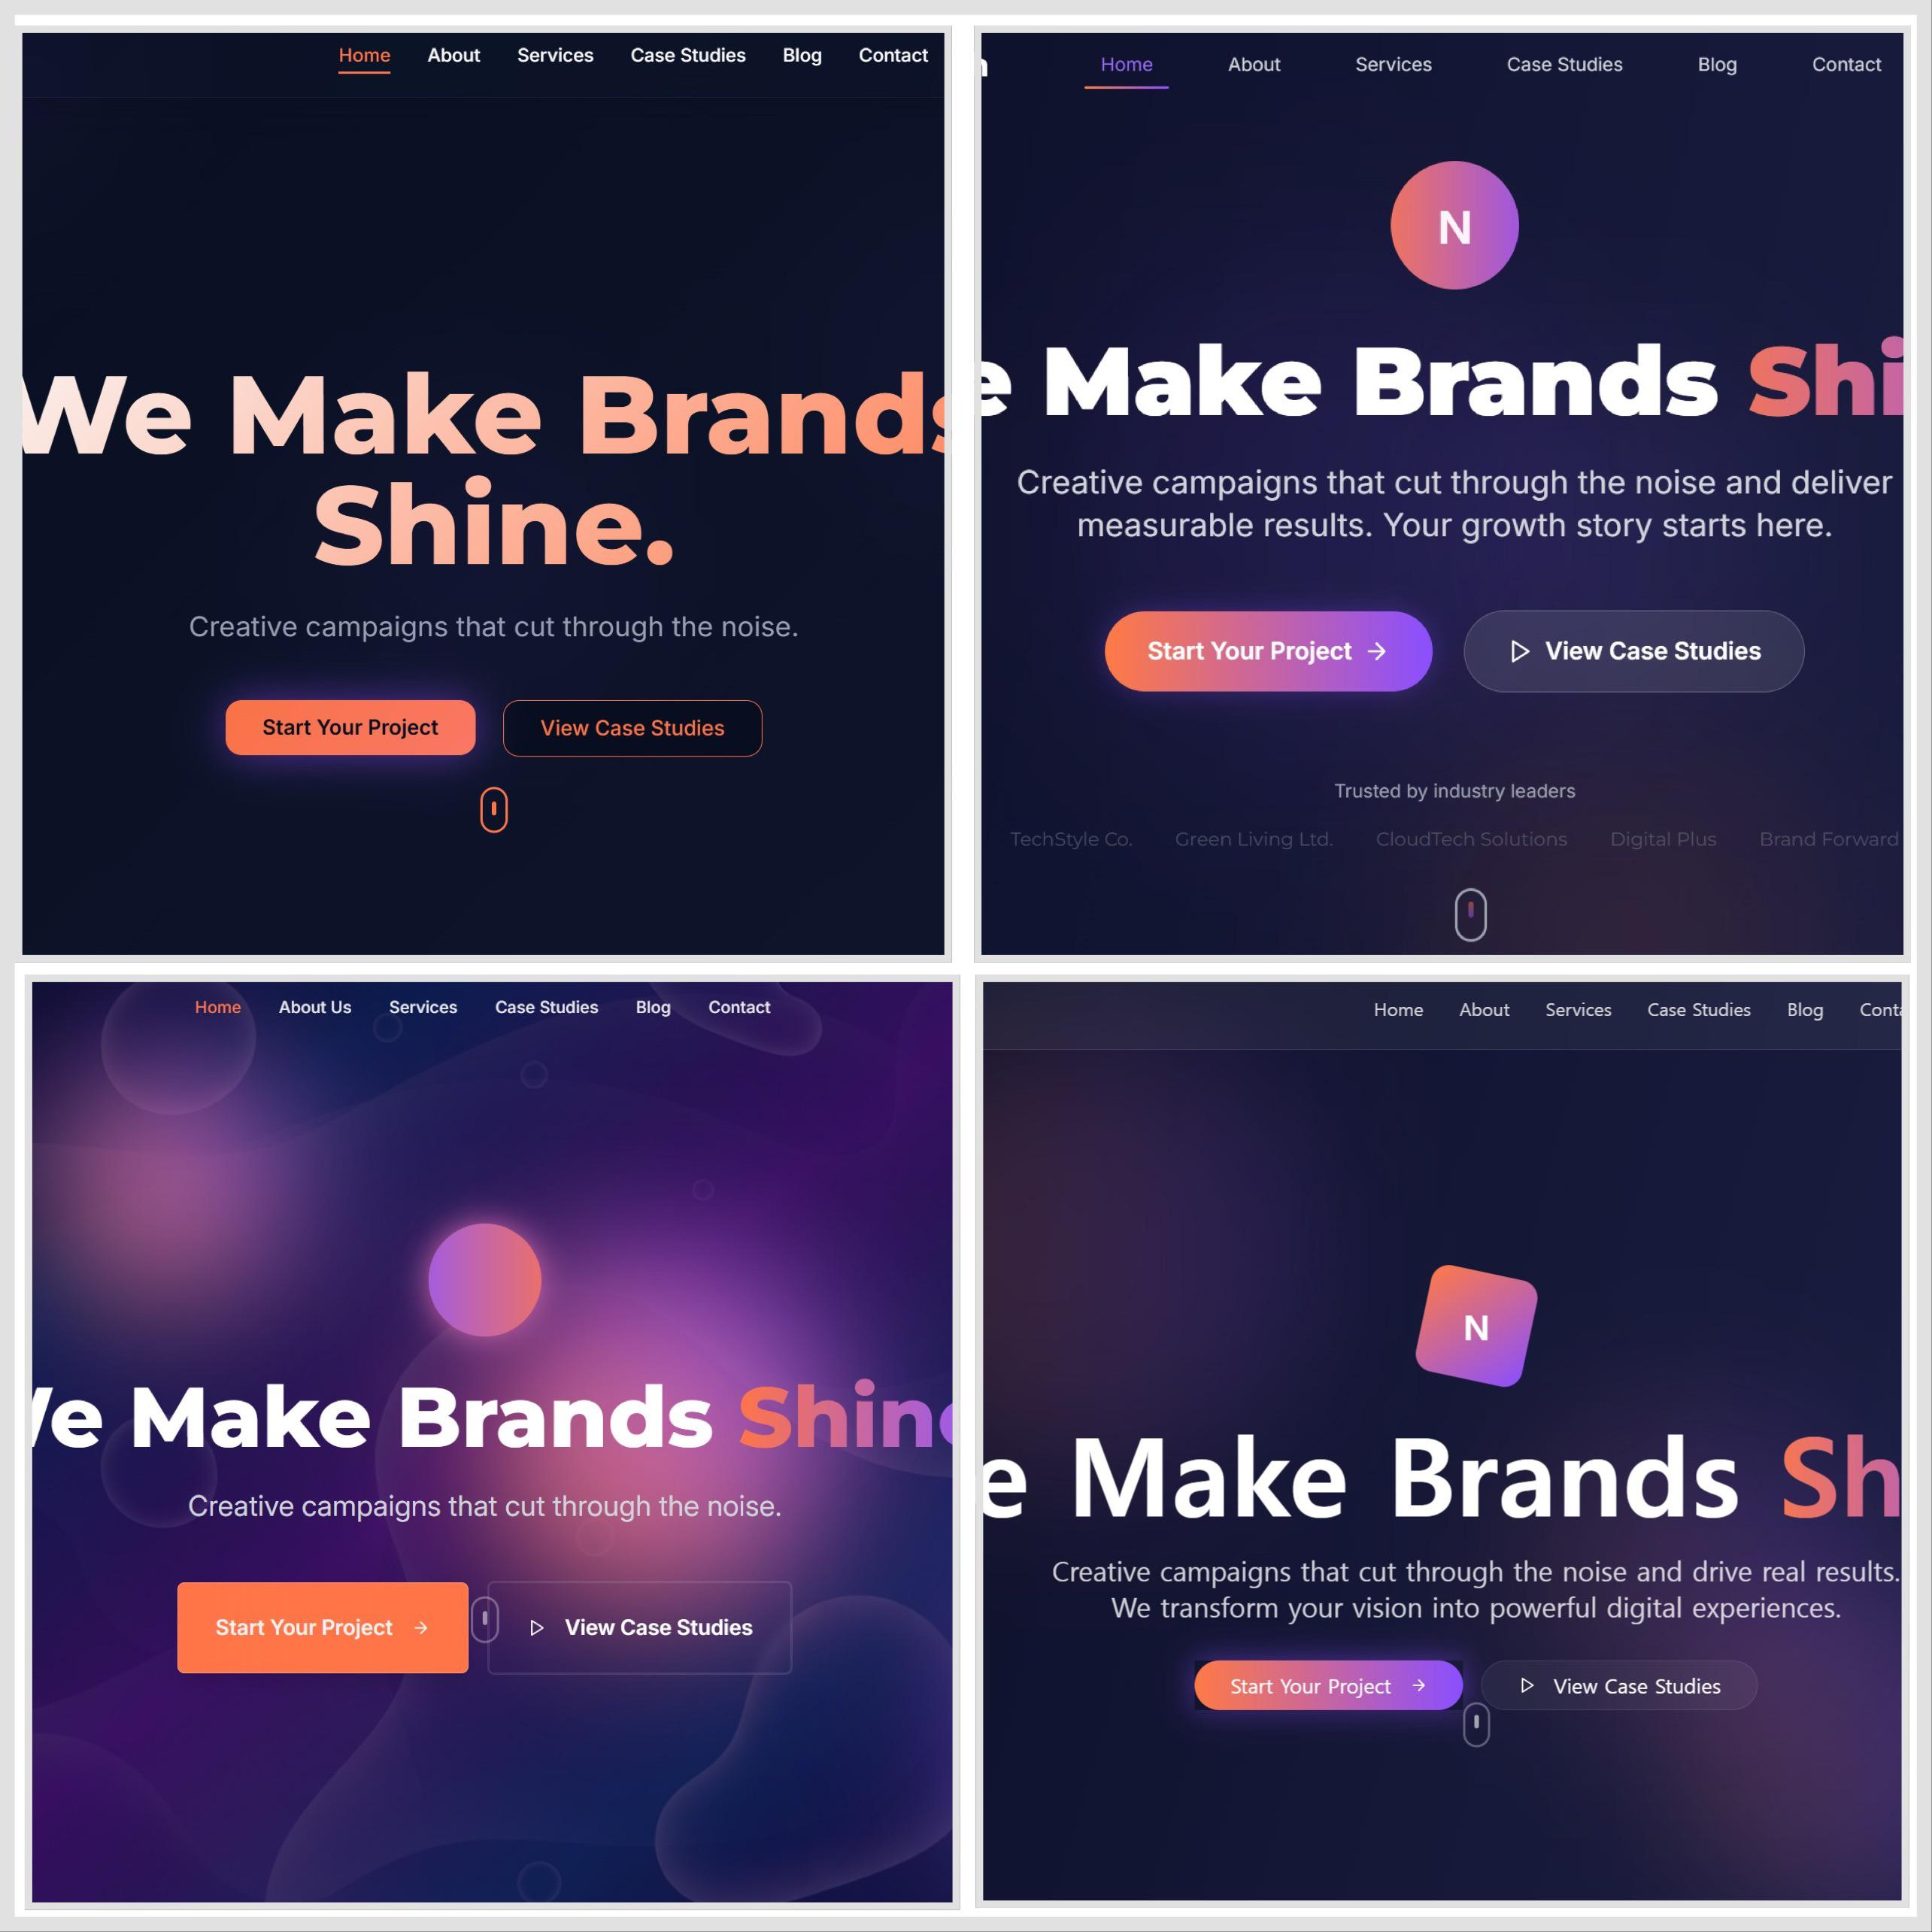 Home About Services Case Studies Blog Contact
We Make Brands
Shine.
Creative campaigns that cut through the noise.
Start Your Project View Case Studies
Home About Services Case Studies Blog Contact
N
e Make Brands Shi
Creative campaigns that cut through the noise and deliver
measurable results. Your growth story starts here.
Start Your Project → View Case Studies
Trusted by industry leaders
TechStyle Co. Green Living Ltd. CloudTech Solutions Digital Plus Brand Forward
Home About Us Services Case Studies Blog Contact
We Make Brands Shine
Creative campaigns that cut through the noise.
Start Your Project → View Case Studies
Home About Services Case Studies Blog Conta
N
e Make Brands Sh
Creative campaigns that cut through the noise and drive real results.
We transform your vision into powerful digital experiences.
Start Your Project → View Case Studies